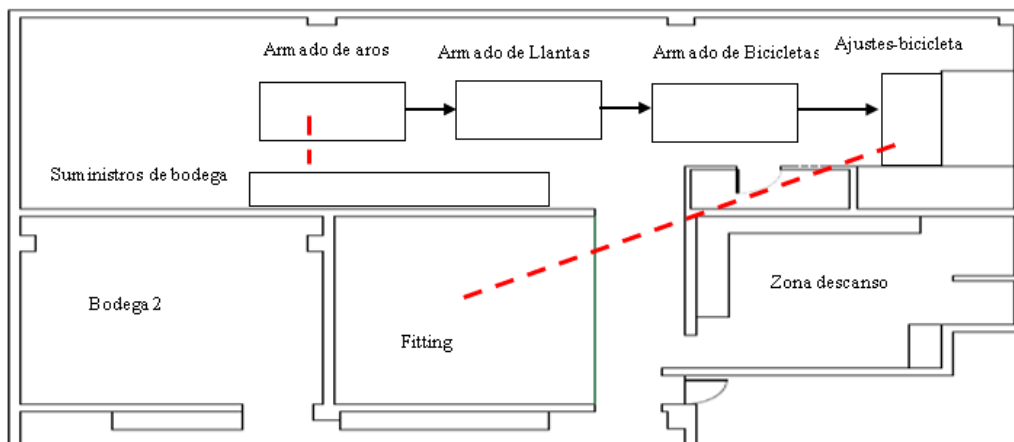 Armado de aros
Armado de Llantas
Armado de Bicicletas
Ajustes-bicicleta
Suministros de bodega
Bodega 2
Fitting
Zona descanso